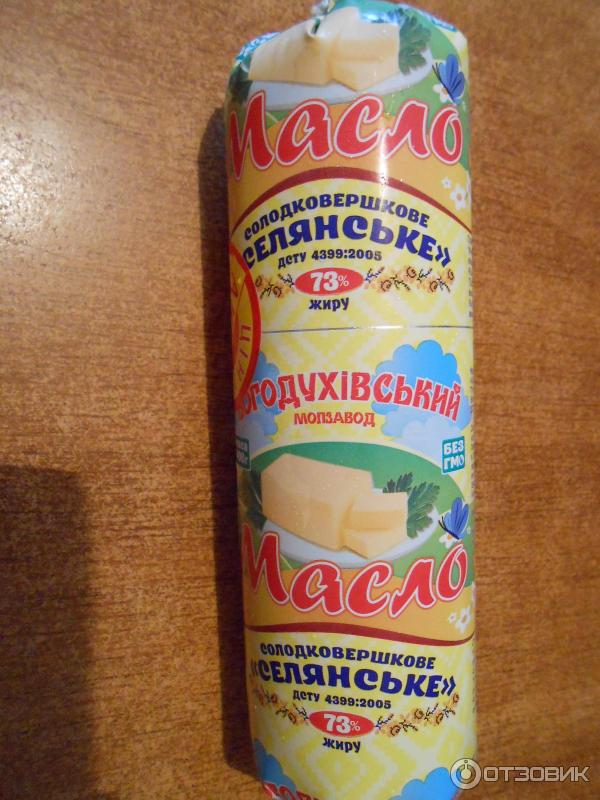 Масло
СОЛОДКОВЕРШКОВЕ
«СЕЛЯНСЬКЕ»
ДСТУ 4399:2005
73%
жиру
БОГОДУХІВСЬКИЙ
МОЛЗАВОД
БЕЗ
ГМО
Масло
СОЛОДКОВЕРШКОВЕ
«СЕЛЯНСЬКЕ»
ДСТУ 4399:2005
73%
жиру
ОТЗОВИК